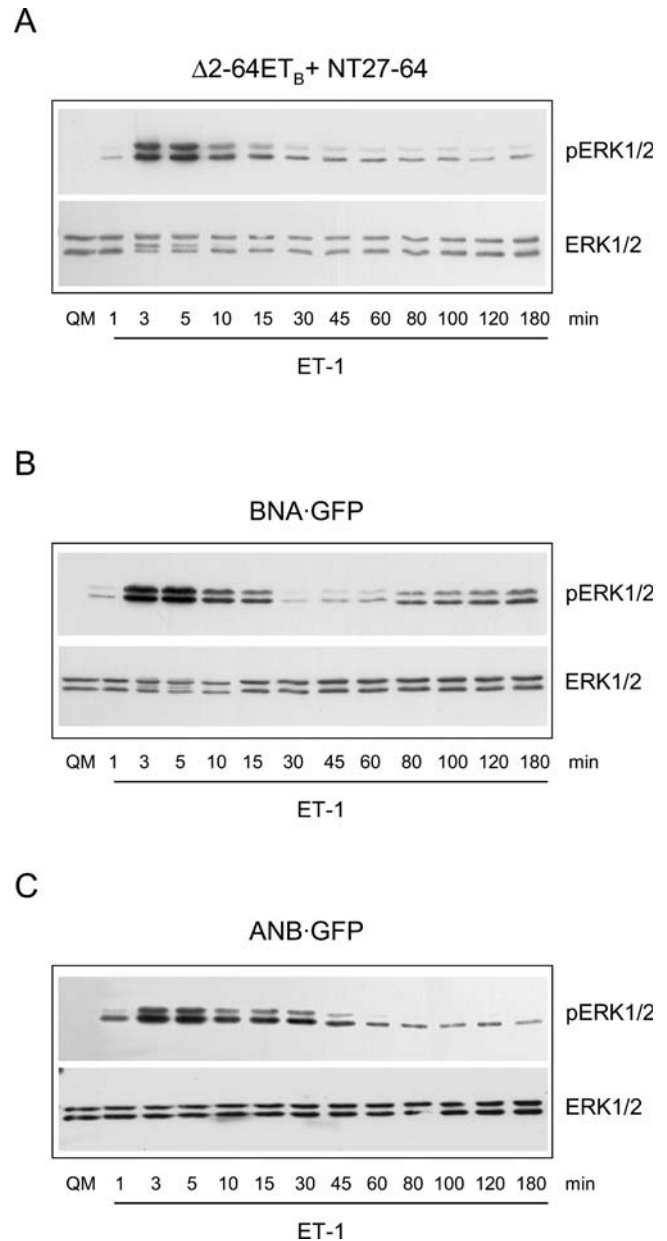 A
Δ2-64ET_B + NT27-64
pERK1/2
ERK1/2
QM 1 3 5 10 15 30 45 60 80 100 120 180 min
ET-1
B
BNA·GFP
pERK1/2
ERK1/2
QM 1 3 5 10 15 30 45 60 80 100 120 180 min
ET-1
C
ANB·GFP
pERK1/2
ERK1/2
QM 1 3 5 10 15 30 45 60 80 100 120 180 min
ET-1